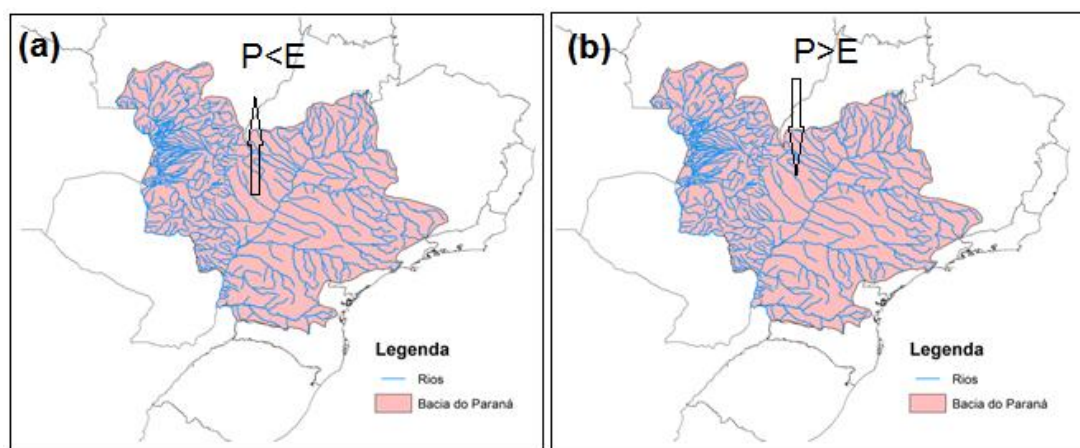 (a)
P<E
Legenda
Rios
Bacia do Paraná
(b)
P>E
Legenda
Rios
Bacia do Paraná